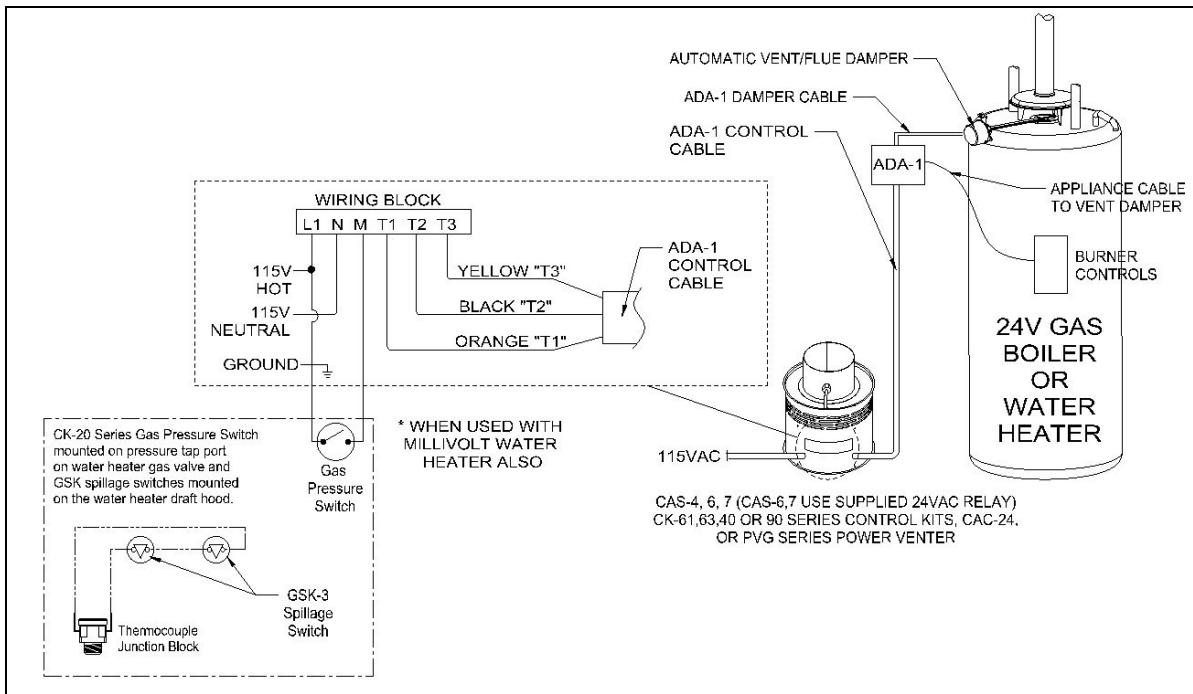 AUTOMATIC VENT/FLUE DAMPER
ADA-1 DAMPER CABLE
ADA-1 CONTROL
CABLE
ADA-1
APPLIANCE CABLE
TO VENT DAMPER
BURNER
CONTROLS
24V GAS
BOILER
OR
WATER
HEATER
WIRING BLOCK
L1 N M T1 T2 T3
115V
HOT
115V
NEUTRAL
GROUND
YELLOW "T3"
BLACK "T2"
ORANGE "T1"
ADA-1
CONTROL
CABLE
CK-20 Series Gas Pressure Switch
mounted on pressure tap port
on water heater gas valve and
GSK spillage switches mounted
on the water heater draft hood.
Gas
Pressure
Switch
* WHEN USED WITH
MILLIVOLT WATER
HEATER ALSO
GSK-3
Spillage
Switch
Thermocouple
Junction Block
115VAC
CAS-4, 6, 7 (CAS-6,7 USE SUPPLIED 24VAC RELAY)
CK-61,63,40 OR 90 SERIES CONTROL KITS, CAC-24,
OR PVG SERIES POWER VENTER